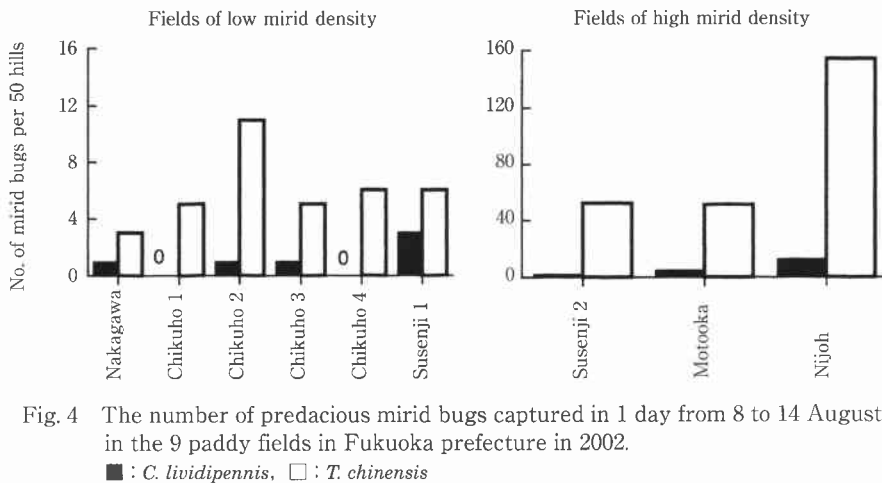 Fields of low mirid density
No. of mirid bugs per 50 hills
16
12
8
4
0
0
0
Nakagawa
Chikuho 1
Chikuho 2
Chikuho 3
Chikuho 4
Susenji 1
Fields of high mirid density
160
120
80
40
0
Susenji 2
Motooka
Nijoh
Fig. 4 The number of predacious mirid bugs captured in 1 day from 8 to 14 August
in the 9 paddy fields in Fukuoka prefecture in 2002.
■ : C. lividipennis, □ : T. chinensis